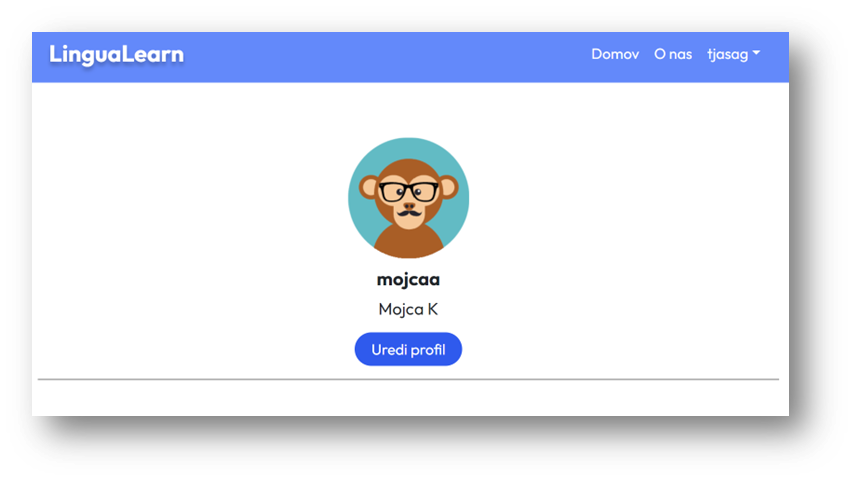 LinguaLearn Domov O nas tjasag
mojcaa
Mojca K
Uredi profil